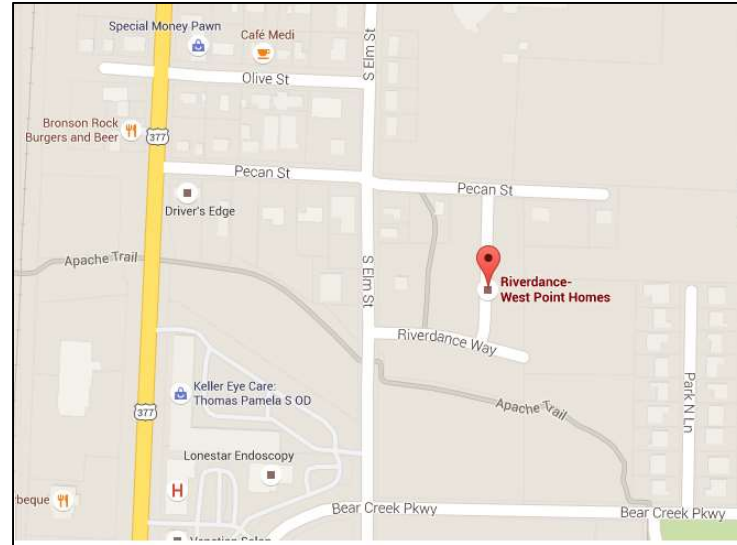 Special Money Pawn
Café Medi
S Elm St
Olive St
Bronson Rock
Burgers and Beer
377
Pecan St
Pecan St
Driver's Edge
Apache Trail
S Elm St
Riverdance-
West Point Homes
Riverdance Way
Keller Eye Care:
Thomas Pamela S OD
377
Apache Trail
Park N Ln
Lonestar Endoscopy
H
beque
Bear Creek Pkwy
Bear Creek Pkwy